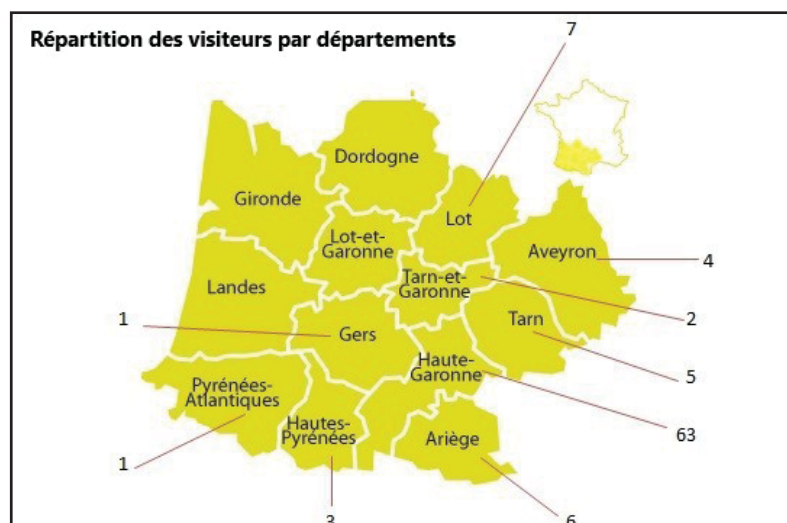 Répartition des visiteurs par départements
7
Dordogne
Gironde
Lot
Lot-et-
Garonne
Aveyron
4
Landes
Tarn-et-
Garonne
1
2
Gers
Tarn
Haute-
Garonne
5
Pyrénées-
Atlantiques
Hautes-
Pyrénées
Ariège
63
1
3
6